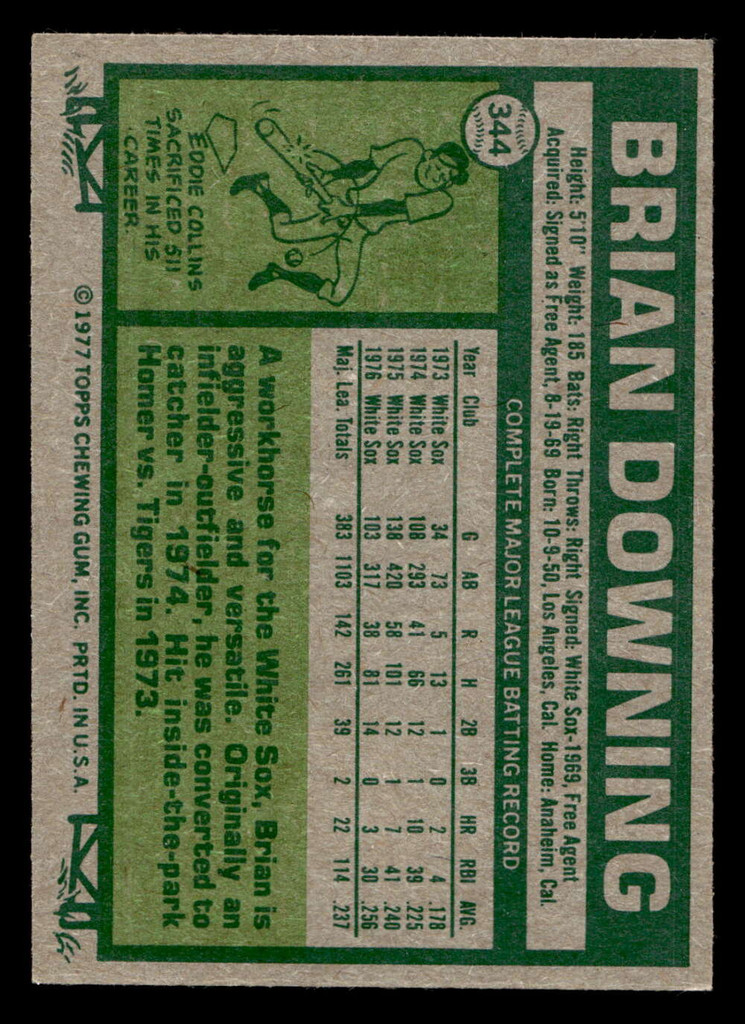 344
BRIAN DOWNING
Height: 5'10" Weight: 185 Bats: Right Throws: Right Signed: White Sox-1969, Free Agent
Acquired: Signed as Free Agent, 8-19-69 Born: 10-9-50, Los Angeles, Cal. Home: Anaheim, Cal.
COMPLETE MAJOR LEAGUE BATTING RECORD
Year Club G AB R H 2B 3B HR RBI AVG
1973 White Sox 34 73 5 13 1 0 2 4 .178
1974 White Sox 108 293 41 66 12 1 10 39 .225
1975 White Sox 138 420 58 101 12 1 7 41 .240
1976 White Sox 103 317 38 81 14 0 3 30 .256
Maj. Lea. Totals 383 1103 142 261 39 2 22 114 .237
EDDIE COLLINS
SACRIFICED 511
TIMES IN HIS
CAREER.
A workhorse for the White Sox, Brian is
aggressive and versatile. Originally an
infielder-outfielder, he was converted to
catcher in 1974. Hit inside-the-park
Homer vs. Tigers in 1973.
© 1977 TOPPS CHEWING GUM, INC. PRTD. IN U.S.A.